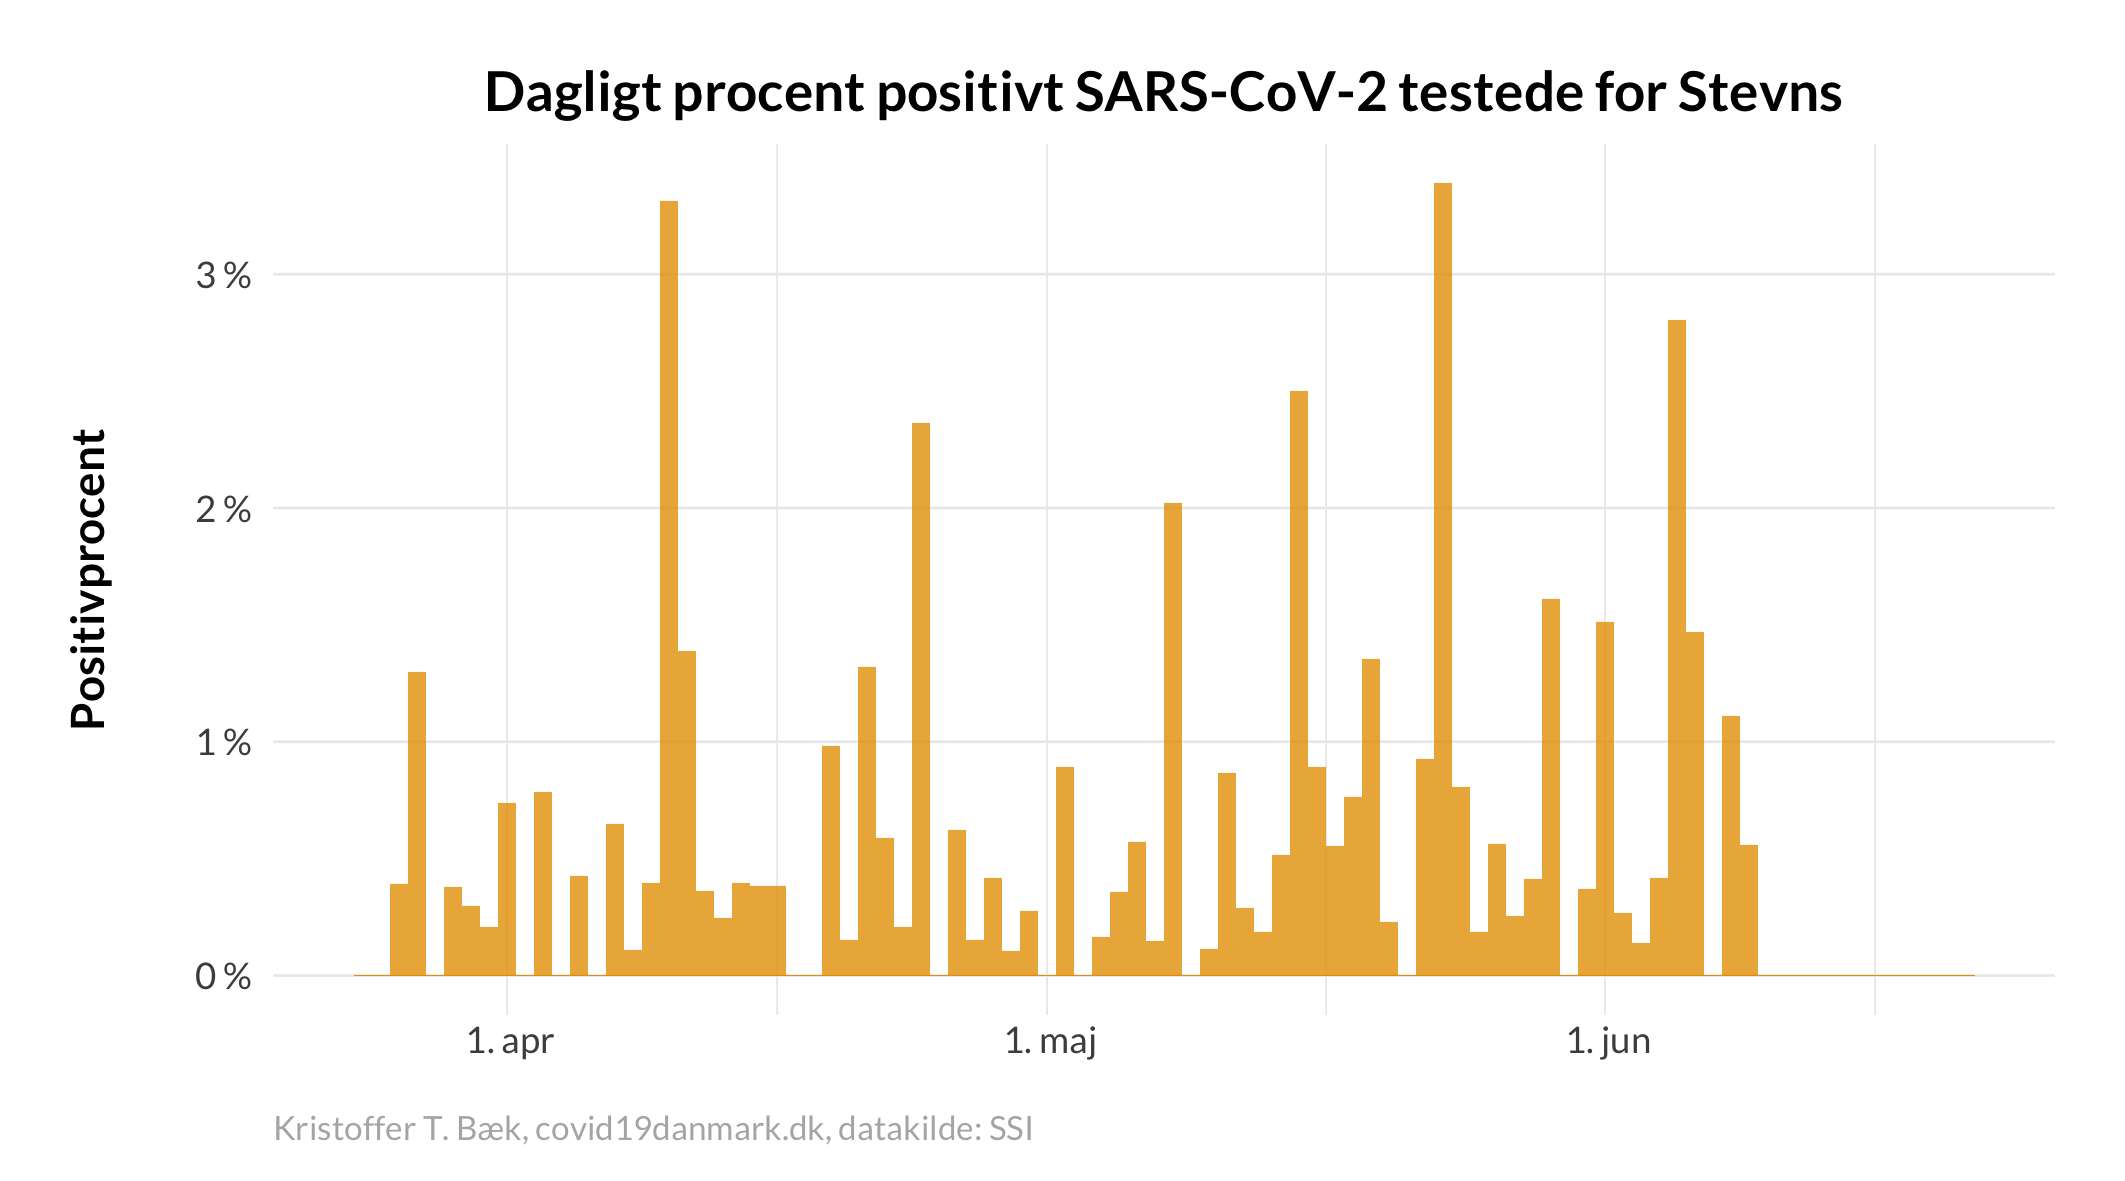 Dagligt procent positivt SARS-CoV-2 testede for Stevns
Positivprocent
3 %
2 %
1 %
0 %
1. apr
1. maj
1. jun
Kristoffer T. Bæk, covid19danmark.dk, datakilde: SSI